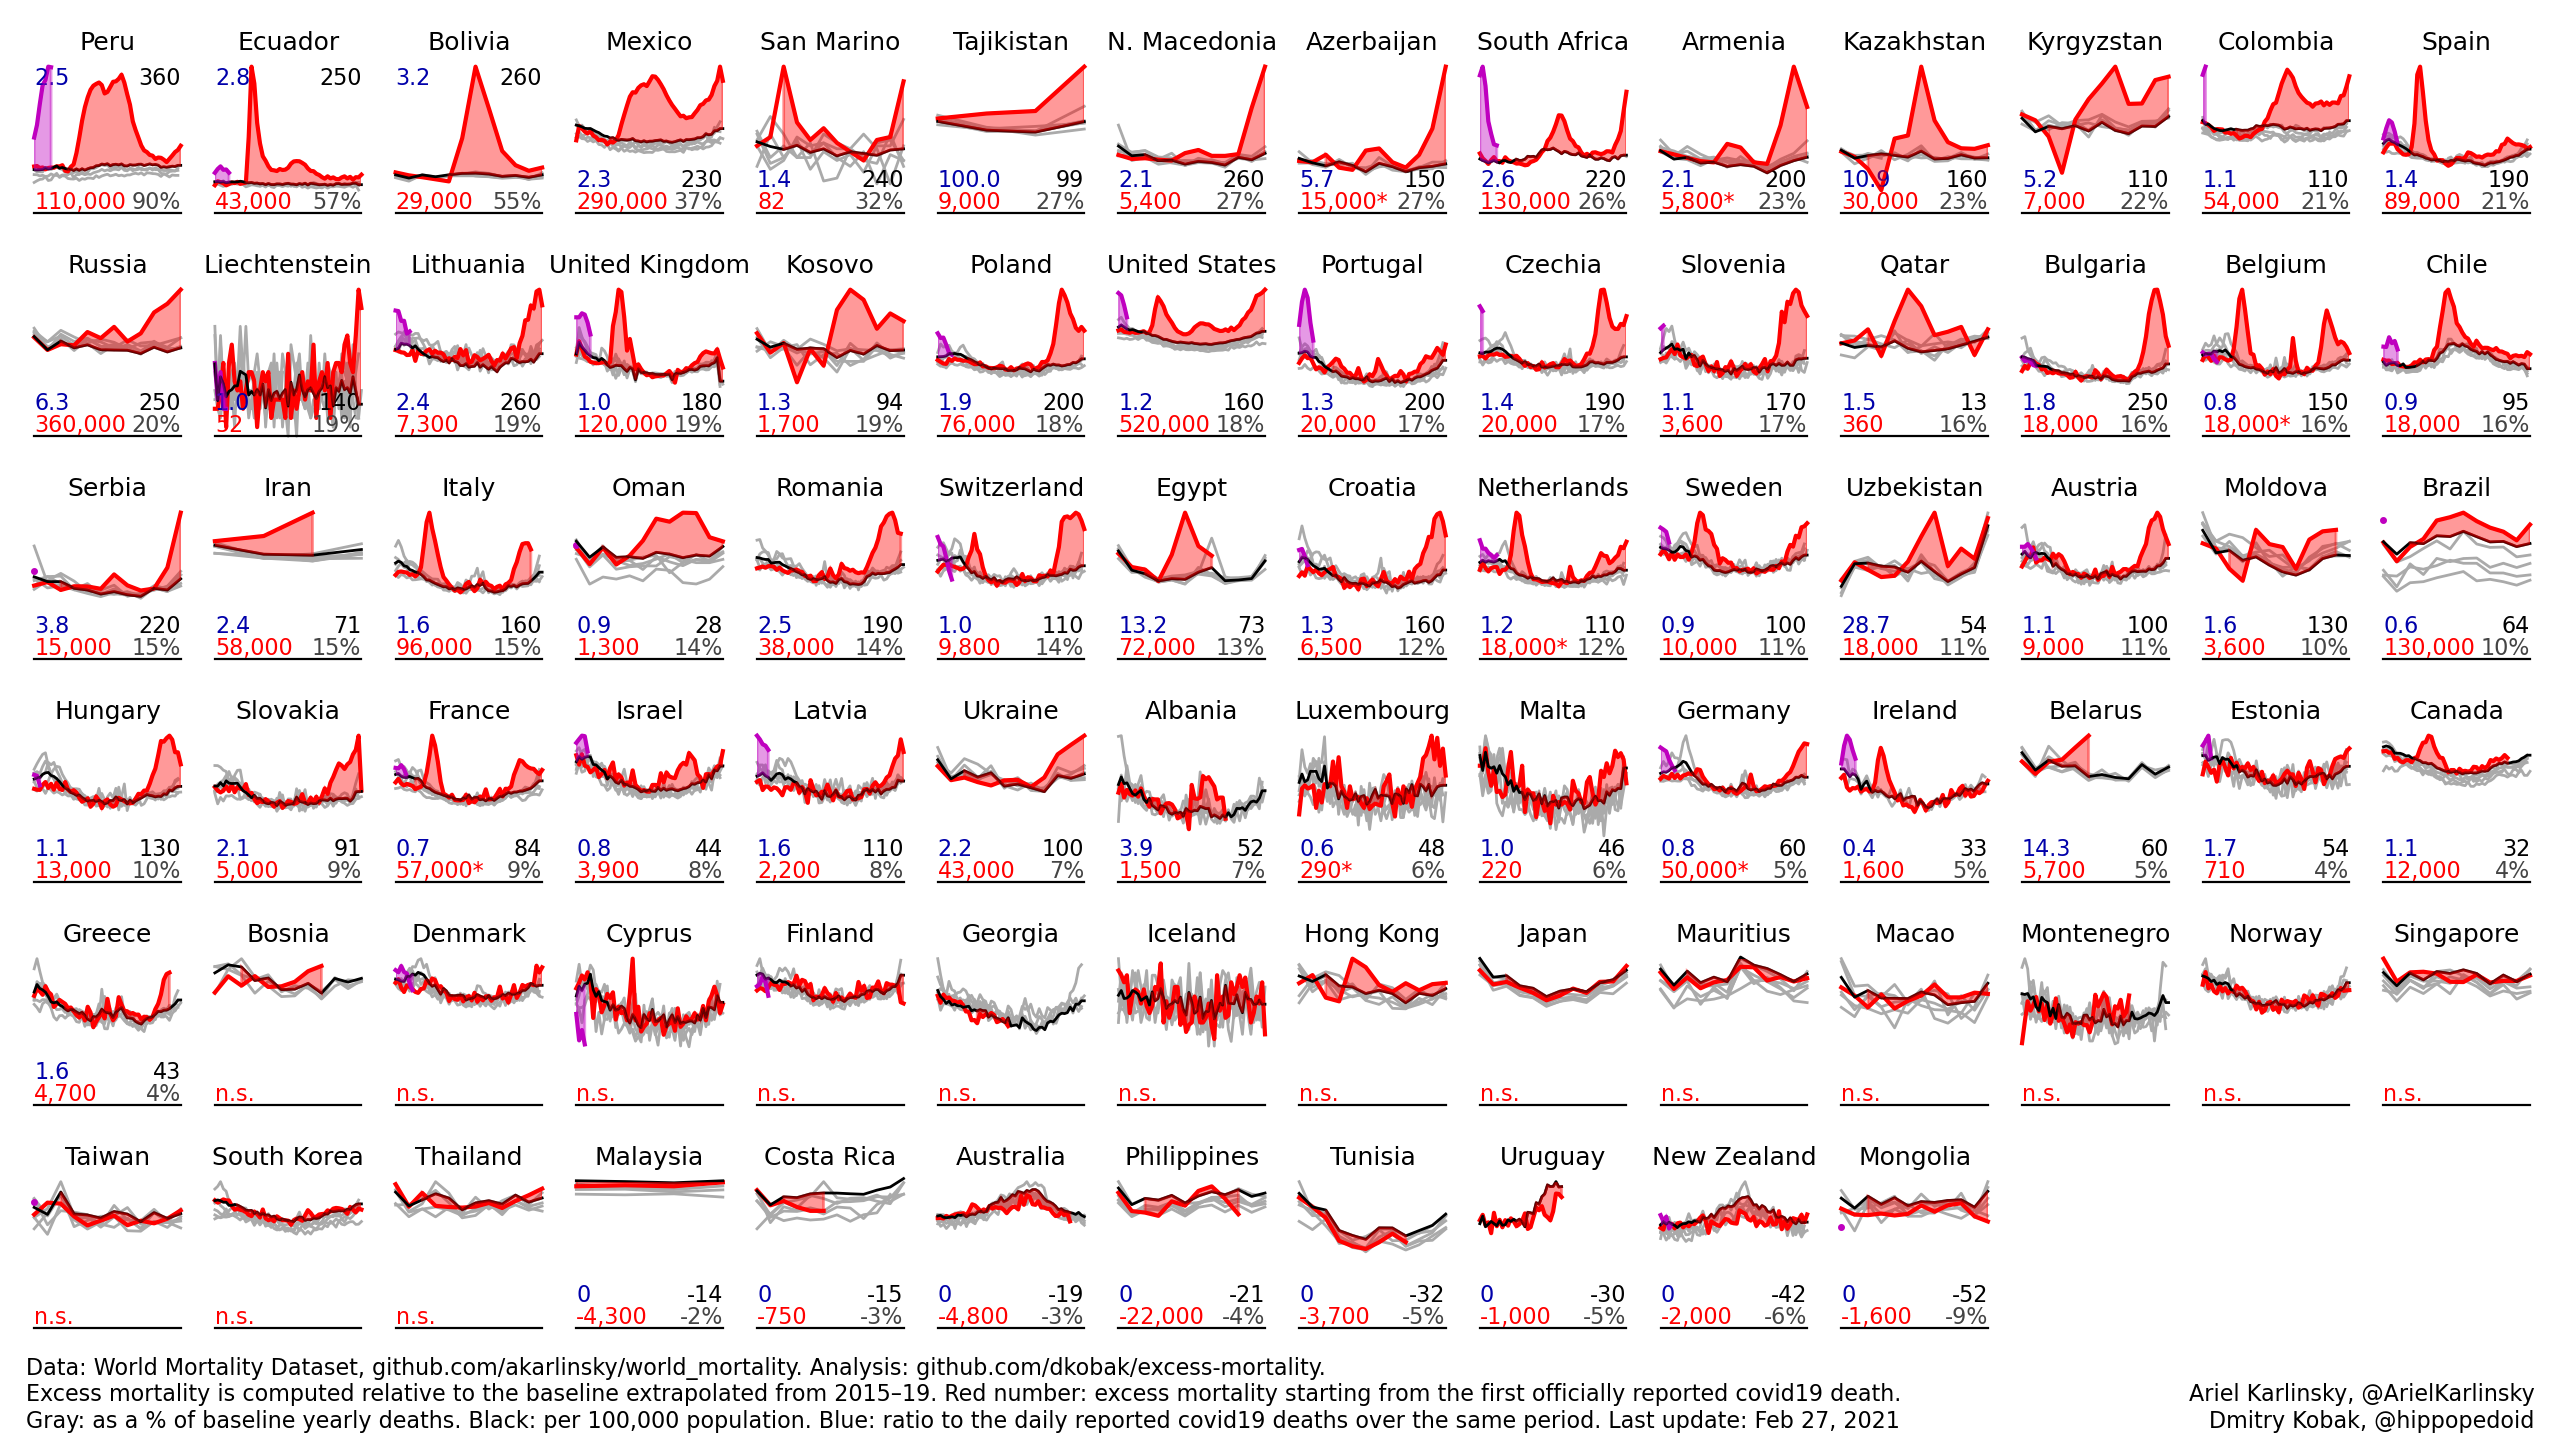 Peru Ecuador Bolivia Mexico San Marino Tajikistan N. Macedonia Azerbaijan South Africa Armenia Kazakhstan Kyrgyzstan Colombia Spain
2.5 360 2.8 250 3.2 260
2.3 230 1.4 240 100.0 99 2.1 260 5.7 150 2.6 220 2.1 200 10.9 160 5.2 110 1.1 110 1.4 190
110,000 90% 43,000 57% 29,000 55% 290,000 37% 82 32% 9,000 27% 5,400 27% 15,000* 27% 130,000 26% 5,800* 23% 30,000 23% 7,000 22% 54,000 21% 89,000 21%
Russia Liechtenstein Lithuania United Kingdom Kosovo Poland United States Portugal Czechia Slovenia Qatar Bulgaria Belgium Chile
6.3 250 1.0 140 2.4 260 1.0 180 1.3 94 1.9 200 1.2 160 1.3 200 1.4 190 1.1 170 1.5 13 1.8 250 0.8 150 0.9 95
360,000 20% 52 19% 7,300 19% 120,000 19% 1,700 19% 76,000 18% 520,000 18% 20,000 17% 20,000 17% 3,600 17% 360 16% 18,000 16% 18,000* 16% 18,000 16%
Serbia Iran Italy Oman Romania Switzerland Egypt Croatia Netherlands Sweden Uzbekistan Austria Moldova Brazil
3.8 220 2.4 71 1.6 160 0.9 28 2.5 190 1.0 110 13.2 73 1.3 160 1.2 110 0.9 100 28.7 54 1.1 100 1.6 130 0.6 64
15,000 15% 58,000 15% 96,000 15% 1,300 14% 38,000 14% 9,800 14% 72,000 13% 6,500 12% 18,000* 12% 10,000 11% 18,000 11% 9,000 11% 3,600 10% 130,000 10%
Hungary Slovakia France Israel Latvia Ukraine Albania Luxembourg Malta Germany Ireland Belarus Estonia Canada
1.1 130 2.1 91 0.7 84 0.8 44 1.6 110 2.2 100 3.9 52 0.6 48 1.0 46 0.8 60 0.4 33 14.3 60 1.7 54 1.1 32
13,000 10% 5,000 9% 57,000* 9% 3,900 8% 2,200 8% 43,000 7% 1,500 7% 290* 6% 220 6% 50,000* 5% 1,600 5% 5,700 5% 710 4% 12,000 4%
Greece Bosnia Denmark Cyprus Finland Georgia Iceland Hong Kong Japan Mauritius Macao Montenegro Norway Singapore
1.6 43
4,700 4% n.s. n.s. n.s. n.s. n.s. n.s. n.s. n.s. n.s. n.s. n.s. n.s. n.s.
Taiwan South Korea Thailand Malaysia Costa Rica Australia Philippines Tunisia Uruguay New Zealand Mongolia
0 -14 0 -15 0 -19 0 -21 0 -32 0 -30 0 -42 0 -52
n.s. n.s. n.s. -4,300 -2% -750 -3% -4,800 -3% -22,000 -4% -3,700 -5% -1,000 -5% -2,000 -6% -1,600 -9%
Data: World Mortality Dataset, github.com/akarlinsky/world_mortality. Analysis: github.com/dkobak/excess-mortality.
Excess mortality is computed relative to the baseline extrapolated from 2015–19. Red number: excess mortality starting from the first officially reported covid19 death.
Gray: as a % of baseline yearly deaths. Black: per 100,000 population. Blue: ratio to the daily reported covid19 deaths over the same period. Last update: Feb 27, 2021
Ariel Karlinsky, @ArielKarlinsky
Dmitry Kobak, @hippopedoid